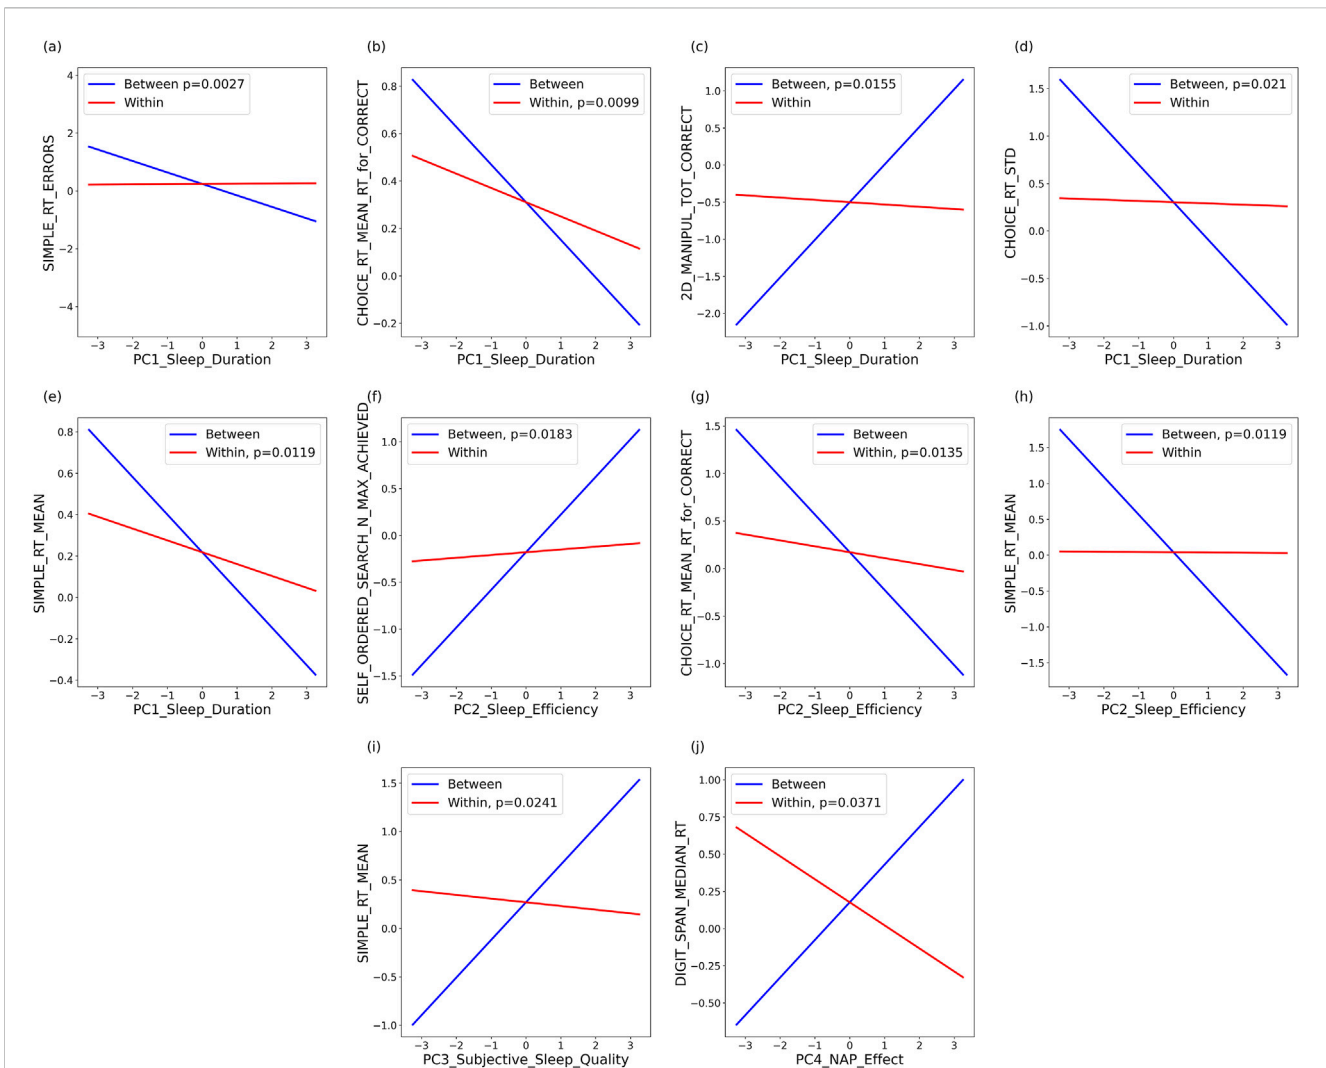 (a)
SIMPLE_RT_ERRORS
4
2
0
−2
−4
Between p=0.0027
Within
−3 −2 −1 0 1 2 3
PC1_Sleep_Duration
(b)
CHOICE_RT_MEAN_RT_for_CORRECT
0.8
0.6
0.4
0.2
0.0
−0.2
Between
Within, p=0.0099
−3 −2 −1 0 1 2 3
PC1_Sleep_Duration
(c)
2D_MANIPUL_TOT_CORRECT
1.0
0.5
0.0
−0.5
−1.0
−1.5
−2.0
Between, p=0.0155
Within
−3 −2 −1 0 1 2 3
PC1_Sleep_Duration
(d)
CHOICE_RT_STD
1.5
1.0
0.5
0.0
−0.5
−1.0
Between, p=0.021
Within
−3 −2 −1 0 1 2 3
PC1_Sleep_Duration
(e)
SIMPLE_RT_MEAN
0.8
0.6
0.4
0.2
0.0
−0.2
−0.4
Between
Within, p=0.0119
−3 −2 −1 0 1 2 3
PC1_Sleep_Duration
(f)
SELF_ORDERED_SEARCH_N_MAX_ACHIEVED
1.0
0.5
0.0
−0.5
−1.0
−1.5
Between, p=0.0183
Within
−3 −2 −1 0 1 2 3
PC2_Sleep_Efficiency
(g)
CHOICE_RT_MEAN_RT_for_CORRECT
1.5
1.0
0.5
0.0
−0.5
−1.0
Between
Within, p=0.0135
−3 −2 −1 0 1 2 3
PC2_Sleep_Efficiency
(h)
SIMPLE_RT_MEAN
1.5
1.0
0.5
0.0
−0.5
−1.0
−1.5
Between, p=0.0119
Within
−3 −2 −1 0 1 2 3
PC2_Sleep_Efficiency
(i)
SIMPLE_RT_MEAN
1.5
1.0
0.5
0.0
−0.5
−1.0
Between
Within, p=0.0241
−3 −2 −1 0 1 2 3
PC3_Subjective_Sleep_Quality
(j)
DIGIT_SPAN_MEDIAN_RT
1.00
0.75
0.50
0.25
0.00
−0.25
−0.50
Between
Within, p=0.0371
−3 −2 −1 0 1 2 3
PC4_NAP_Effect